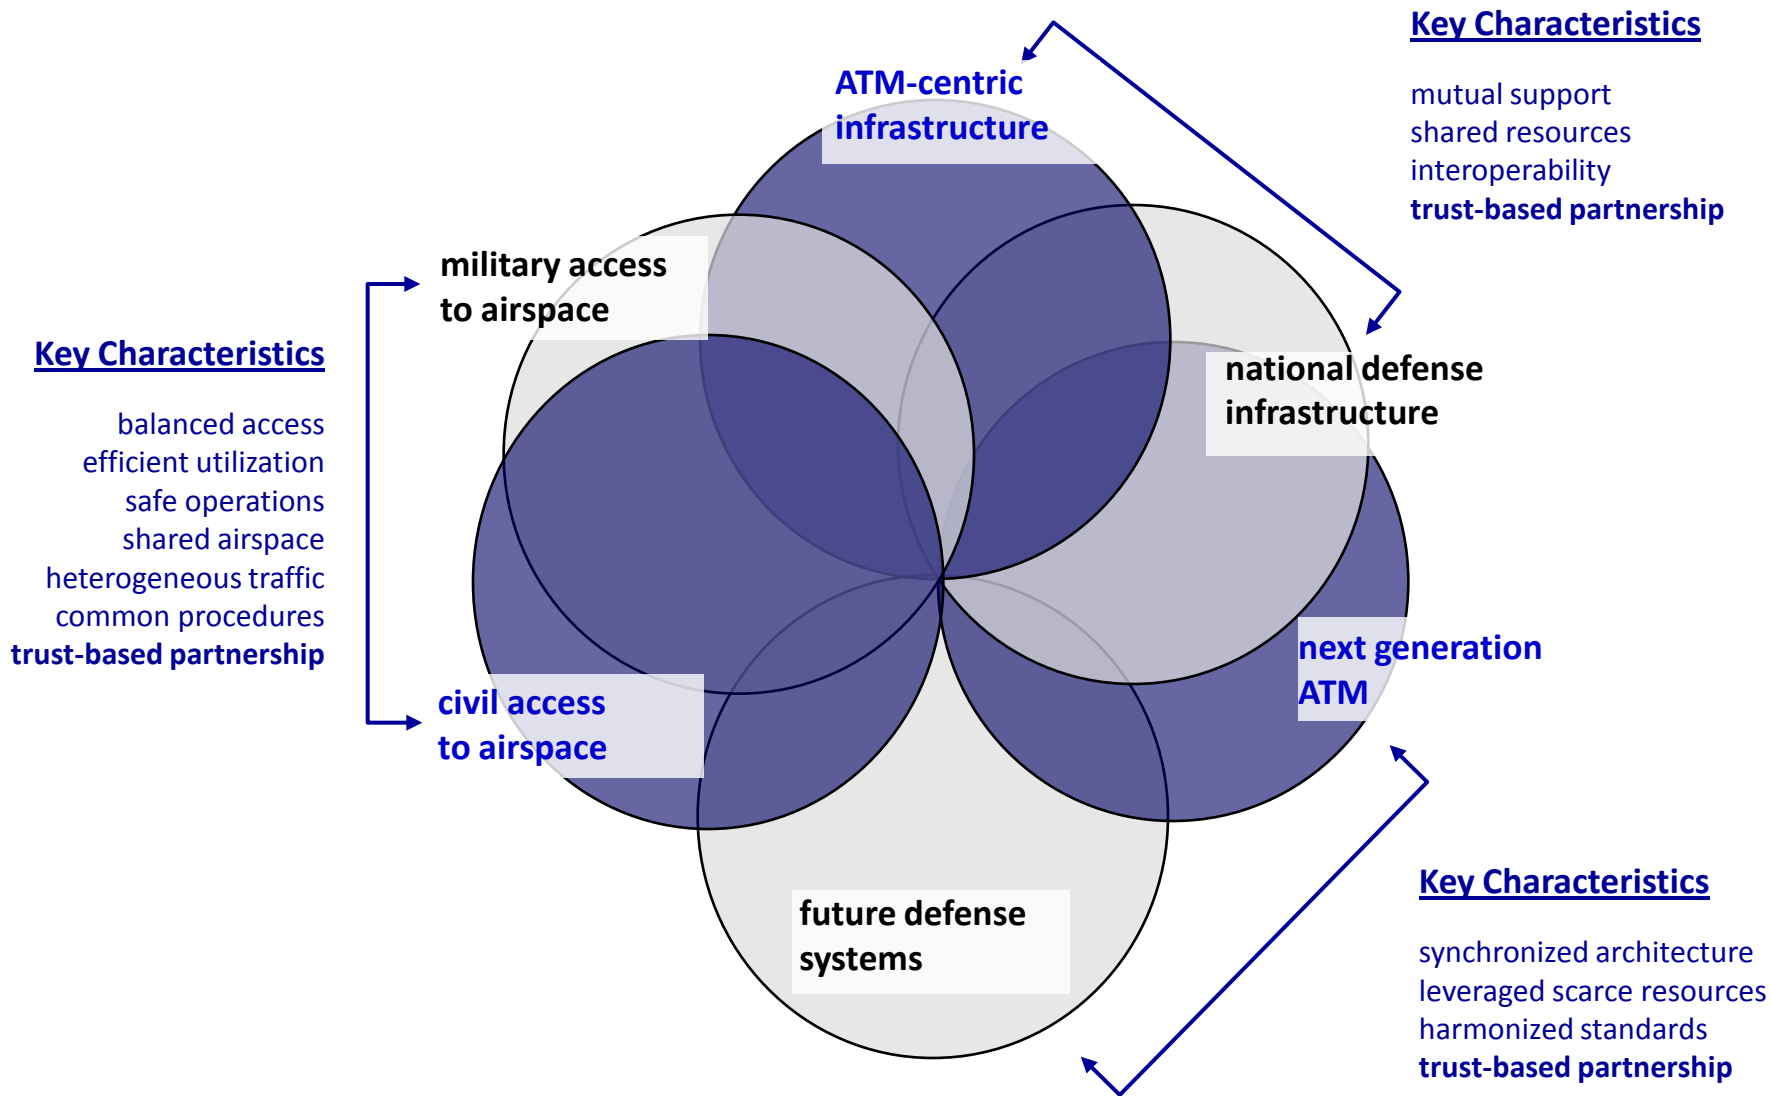 Key Characteristics
mutual support
shared resources
interoperability
trust-based partnership
ATM-centric
infrastructure
military access
to airspace
national defense
infrastructure
Key Characteristics
balanced access
efficient utilization
safe operations
shared airspace
heterogeneous traffic
common procedures
trust-based partnership
next generation
ATM
civil access
to airspace
future defense
systems
Key Characteristics
synchronized architecture
leveraged scarce resources
harmonized standards
trust-based partnership